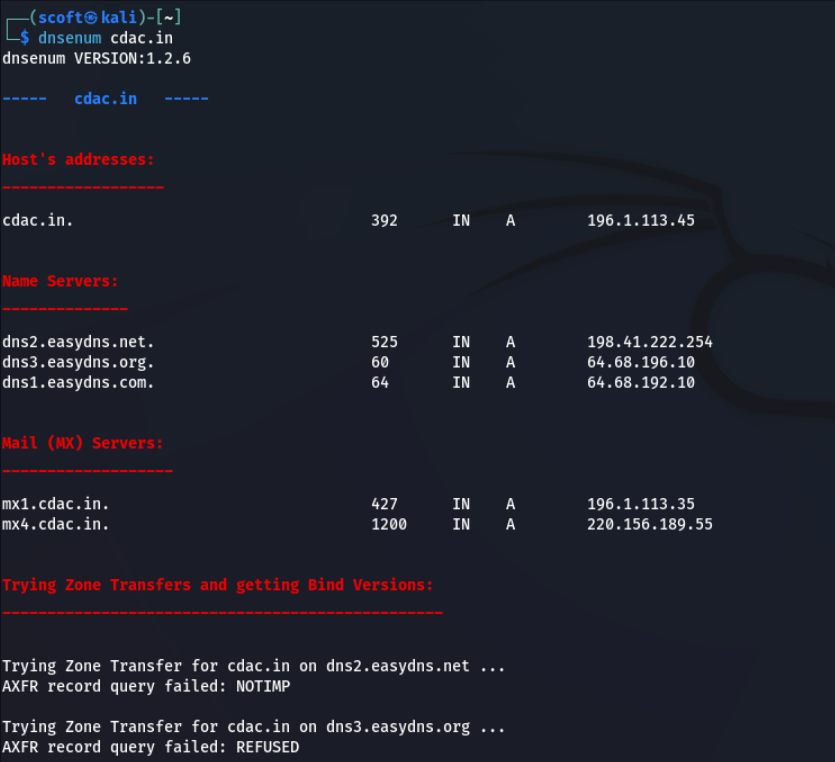 ┌──(scoft㉿kali)-[~]
└─$ dnsenum cdac.in
dnsenum VERSION:1.2.6
-----   cdac.in   -----
Host's addresses:
__________________
cdac.in. 392 IN A 196.1.113.45
Name Servers:
______________
dns2.easydns.net. 525 IN A 198.41.222.254
dns3.easydns.org. 60 IN A 64.68.196.10
dns1.easydns.com. 64 IN A 64.68.192.10
Mail (MX) Servers:
___________________
mx1.cdac.in. 427 IN A 196.1.113.35
mx4.cdac.in. 1200 IN A 220.156.189.55
Trying Zone Transfers and getting Bind Versions:
_________________________________________________
Trying Zone Transfer for cdac.in on dns2.easydns.net ...
AXFR record query failed: NOTIMP
Trying Zone Transfer for cdac.in on dns3.easydns.org ...
AXFR record query failed: REFUSED